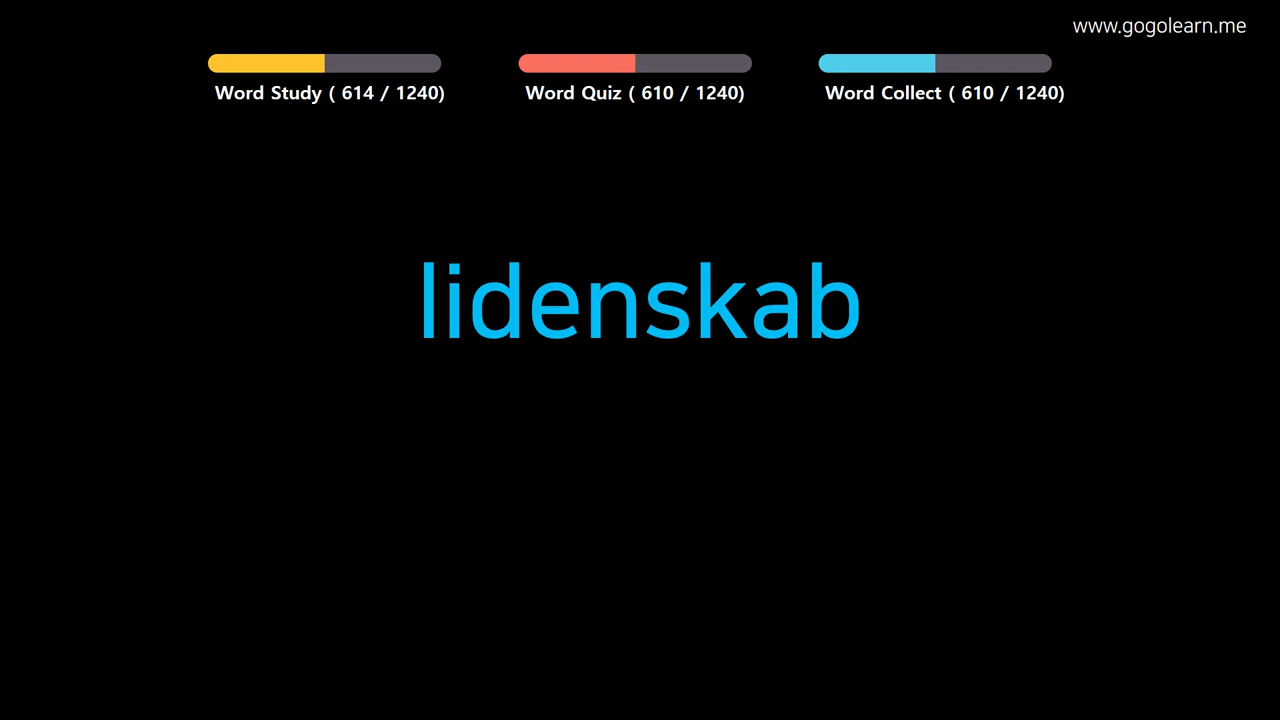 www.gogolearn.me
Word Study ( 614 / 1240)
Word Quiz ( 610 / 1240)
Word Collect ( 610 / 1240)
lidenskab